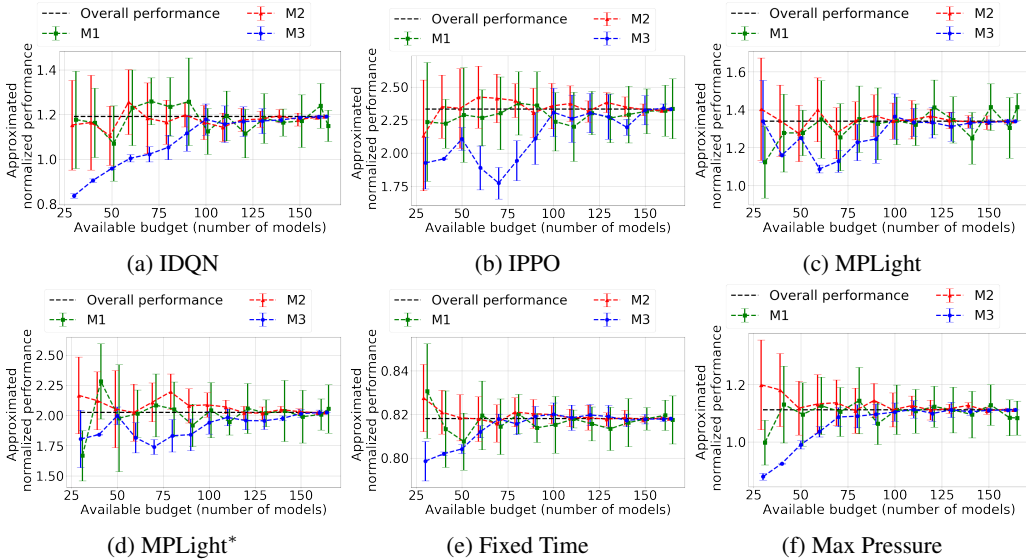 Overall performance M2
M1 M3
Overall performance M2
M1 M3
Overall performance M2
M1 M3
Approximated
normalized performance
1.4
1.2
1.0
0.8
25 50 75 100 125 150
Available budget (number of models)
Approximated
normalized performance
2.50
2.25
2.00
1.75
25 50 75 100 125 150
Available budget (number of models)
Approximated
normalized performance
1.6
1.4
1.2
1.0
25 50 75 100 125 150
Available budget (number of models)
(a) IDQN (b) IPPO (c) MPLight
Overall performance M2
M1 M3
Overall performance M2
M1 M3
Overall performance M2
M1 M3
Approximated
normalized performance
2.50
2.25
2.00
1.75
1.50
25 50 75 100 125 150
Available budget (number of models)
Approximated
normalized performance
0.84
0.82
0.80
25 50 75 100 125 150
Available budget (number of models)
Approximated
normalized performance
1.2
1.0
25 50 75 100 125 150
Available budget (number of models)
(d) MPLight* (e) Fixed Time (f) Max Pressure